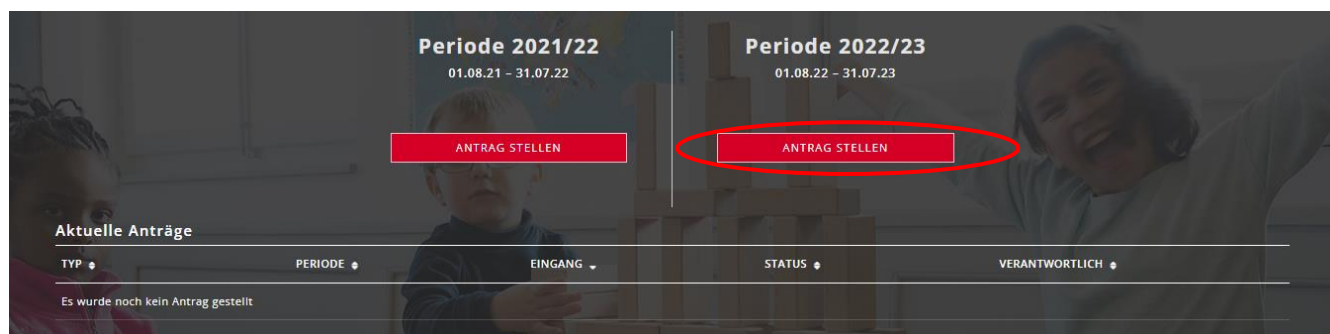 Periode 2021/22
01.08.21 – 31.07.22
ANTRAG STELLEN
Periode 2022/23
01.08.22 – 31.07.23
ANTRAG STELLEN
Aktuelle Anträge
TYP PERIODE EINGANG STATUS VERANTWORTLICH
Es wurde noch kein Antrag gestellt